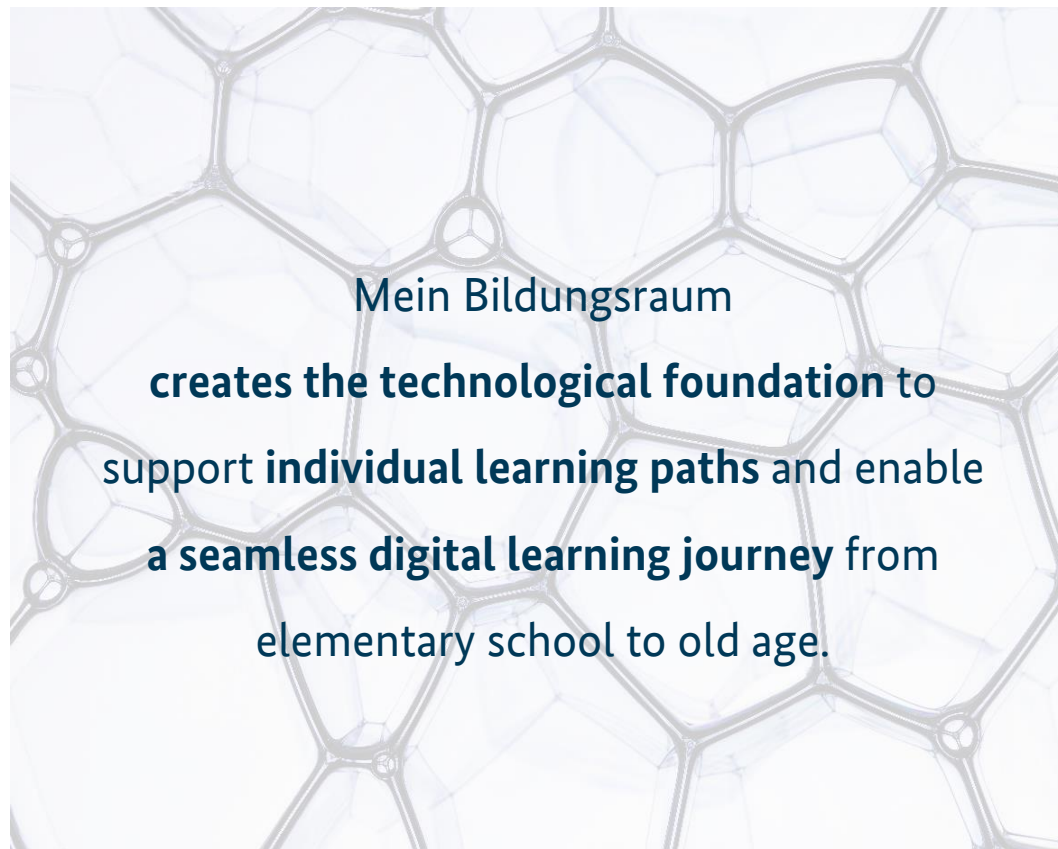 Mein Bildungsraum
creates the technological foundation to
support individual learning paths and enable
a seamless digital learning journey from
elementary school to old age.